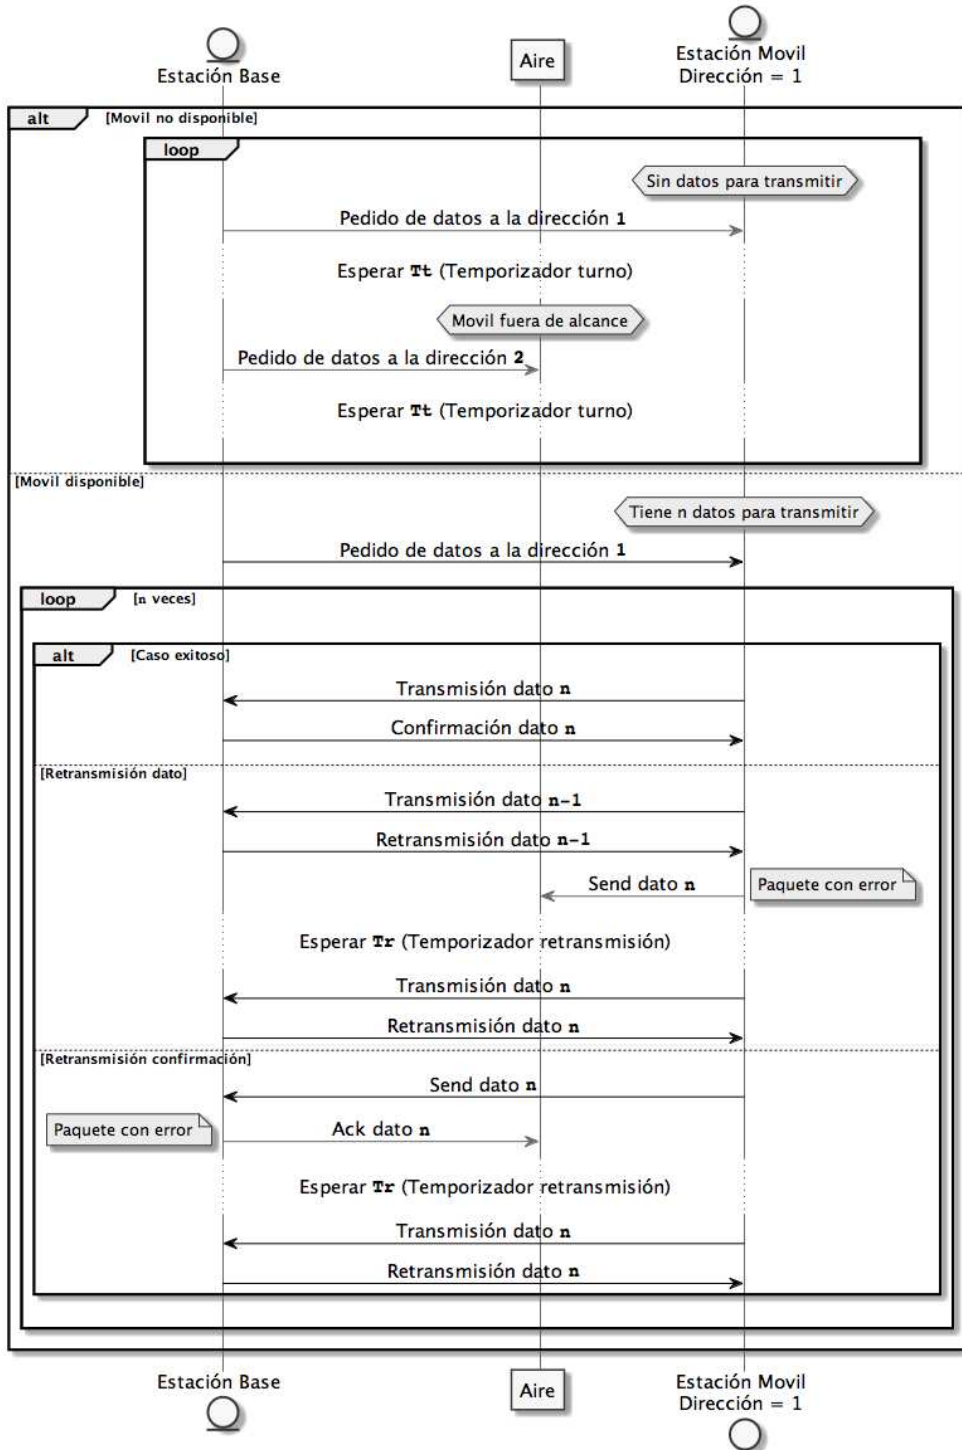 Estación Base
Aire
Estación Movil
Dirección = 1
alt
[Movil no disponible]
loop
Sin datos para transmitir
Pedido de datos a la dirección 1
Esperar Tt (Temporizador turno)
Movil fuera de alcance
Pedido de datos a la dirección 2
Esperar Tt (Temporizador turno)
[Movil disponible]
Tiene n datos para transmitir
Pedido de datos a la dirección 1
loop
[n veces]
alt
[Caso exitoso]
Transmisión dato n
Confirmación dato n
[Retransmisión dato]
Transmisión dato n-1
Retransmisión dato n-1
Send dato n
Paquete con error
Esperar Tr (Temporizador retransmisión)
Transmisión dato n
Retransmisión dato n
[Retransmisión confirmación]
Send dato n
Paquete con error
Ack dato n
Esperar Tr (Temporizador retransmisión)
Transmisión dato n
Retransmisión dato n
Estación Base
Aire
Estación Movil
Dirección = 1